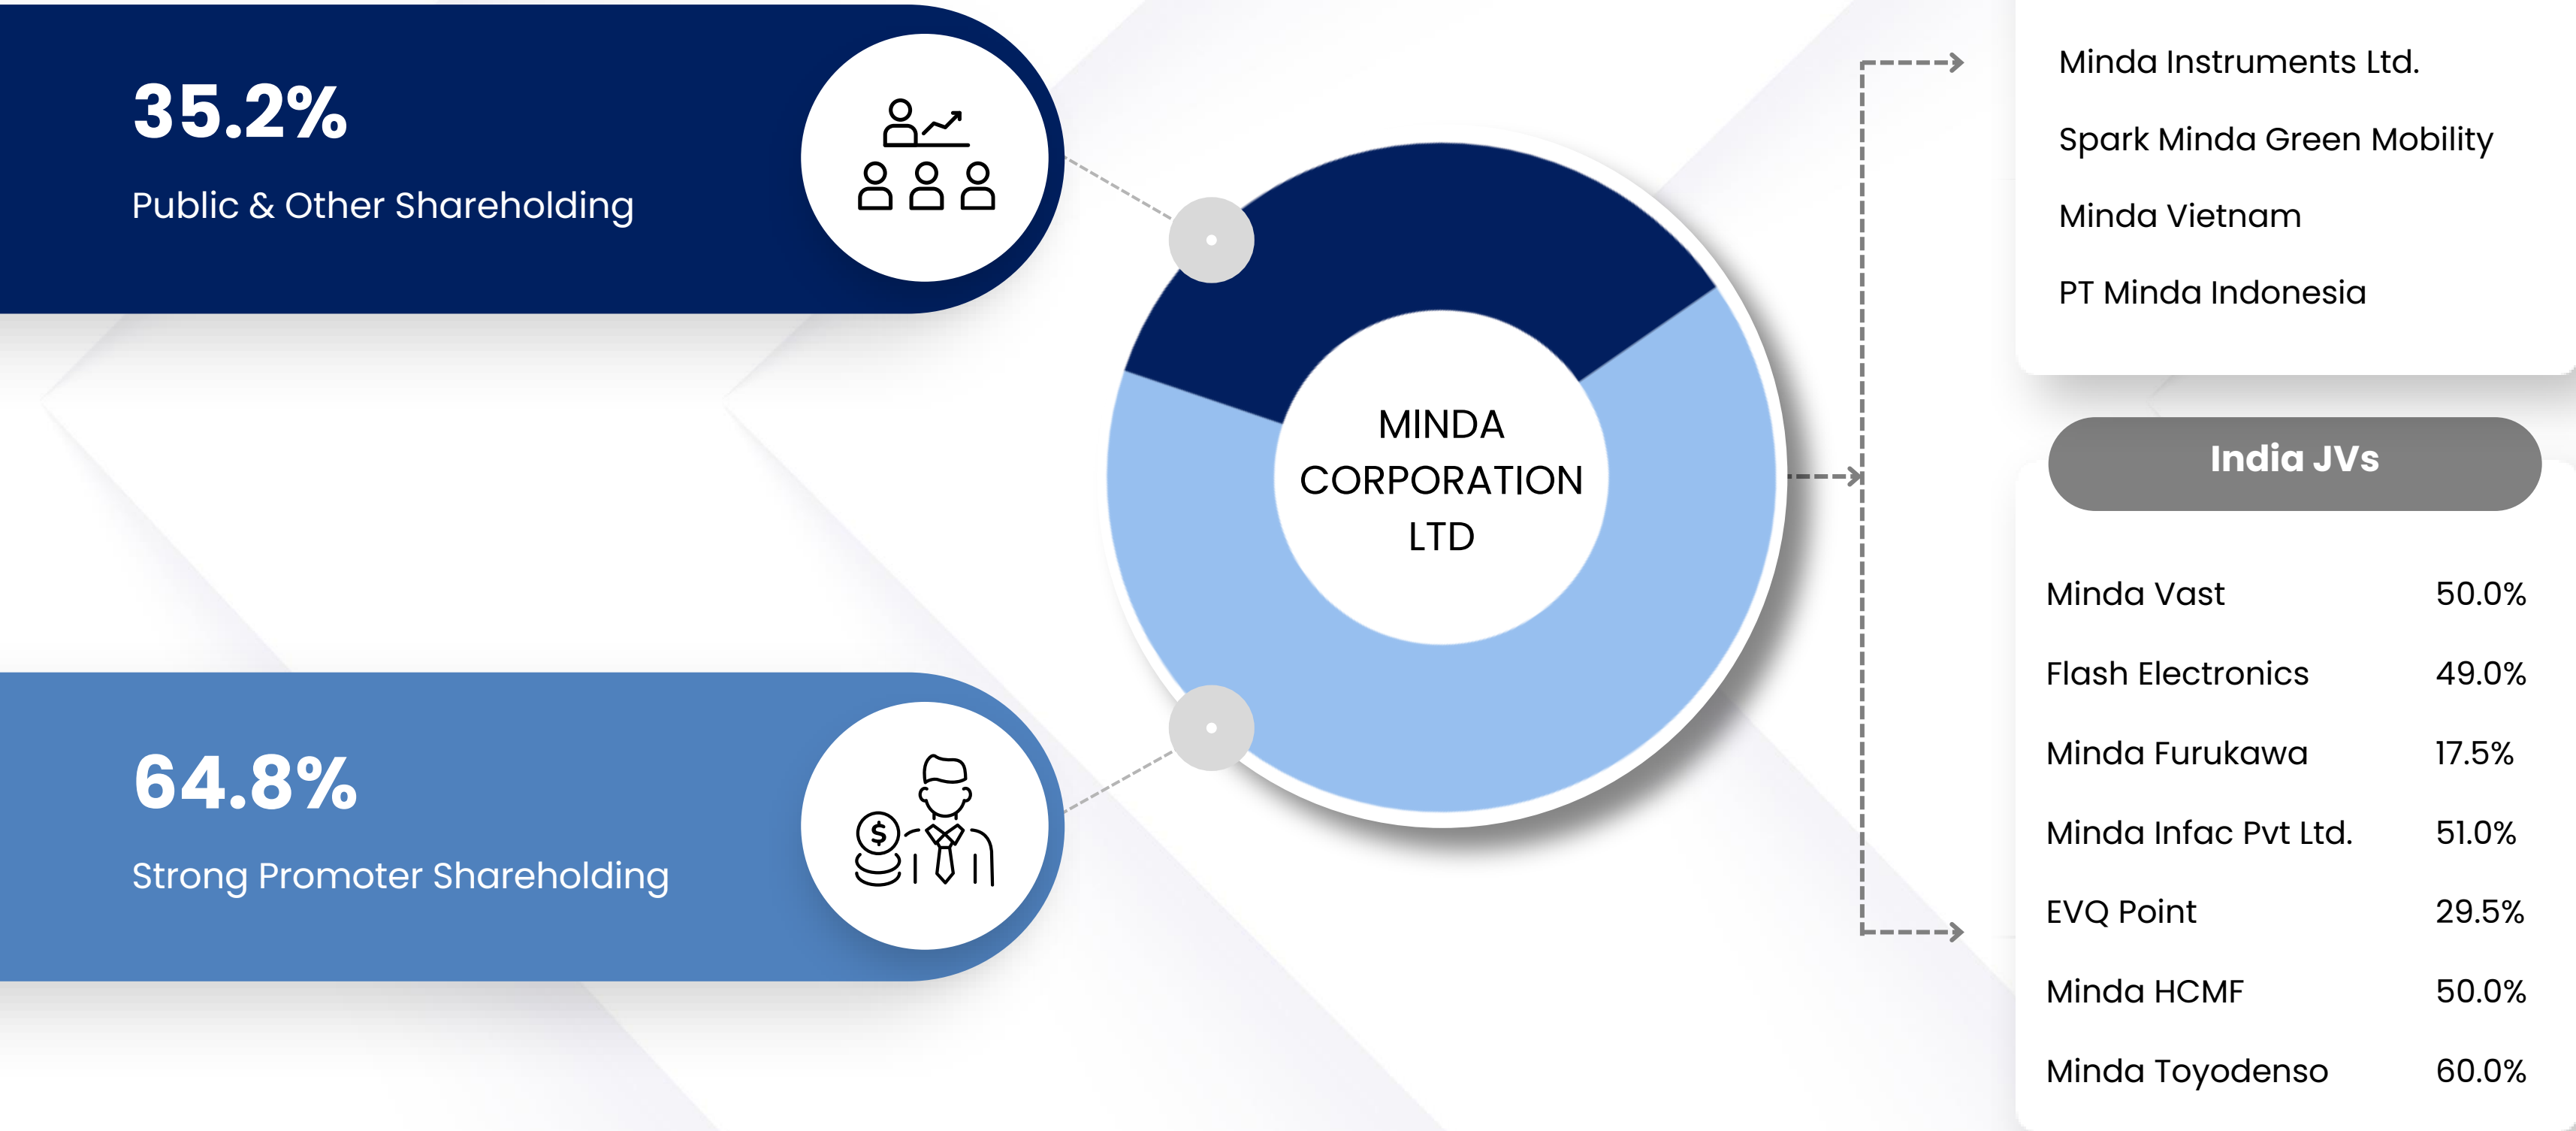 35.2%
Public & Other Shareholding
64.8%
Strong Promoter Shareholding
$
MINDA
CORPORATION
LTD
Minda Instruments Ltd.
Spark Minda Green Mobility
Minda Vietnam
PT Minda Indonesia
India JVs
Minda Vast 50.0%
Flash Electronics 49.0%
Minda Furukawa 17.5%
Minda Infac Pvt Ltd. 51.0%
EVQ Point 29.5%
Minda HCMF 50.0%
Minda Toyodenso 60.0%